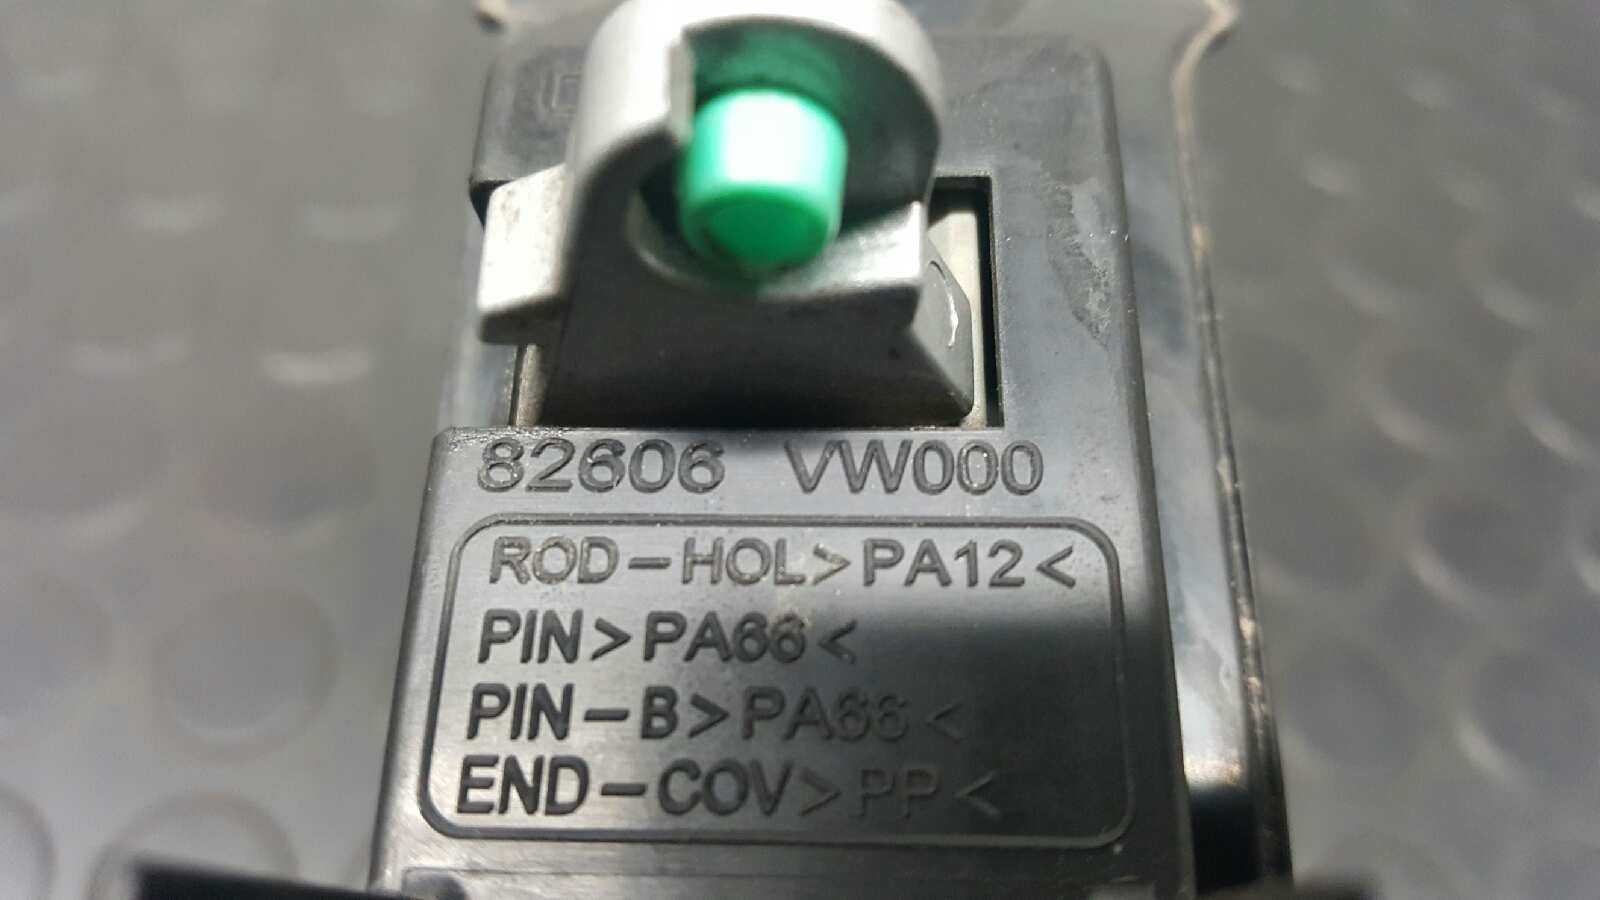 82606 VW000
ROD-HOL>PA12<
PIN>PA66<
PIN-B>PA66<
END-COV>PP<